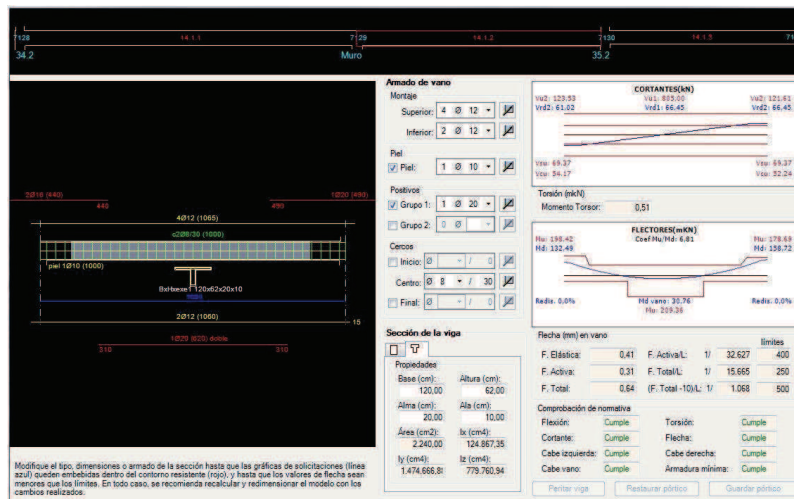 7128 14.1.1 7129 14.1.2 7130 14.1.3
34.2 Muro 35.2
Armado de vano
Montaje
Superior: 4 Ø 12
Inferior: 2 Ø 12
Piel
Piel: 1 Ø 10
Positivos
Grupo 1: 1 Ø 20
Grupo 2: 0 Ø
Cercos
Inicio: Ø / 0
Centro: Ø 8 / 30
Final: Ø / 0
2Ø16 (440) 1Ø20 (490)
440 490
4Ø12 (1065)
c2Ø8/30 (1000)
piel 1Ø10 (1000)
BxHxexe1 120x62x20x10
2Ø12 (1060) 15
1Ø20 (620) doble
310 310
Sección de la viga
Propiedades
Base (cm): Altura (cm):
120,00 62,00
Alma (cm): Ala (cm):
20,00 10,00
Área (cm2): Ix (cm4):
2.240,00 124.867,35
Iy(cm4): Iz (cm4):
1.474.666,8 779.760,94
CORTANTES(kN)
Vu2: 123.53 Vu1: 805.00 Vu2: 121.61
Vrd2: 61.02 Vrd1: 66.45 Vrd2: 66.45
Vzu: 69.37 Vzu: 69.37
Vcu: 54.17 Vcu: 52.24
Torsión (mkN)
Momento Torsor: 0,51
FLECTORES(mKN)
Mu: 198.42 Coef Mu/Md: 6.81 Mu: 178.69
Md: 132.49 Md: 158.72
Redis. 0.0% Md vano: 30.76 Redis. 0.0%
Mu: 209.36
Flecha (mm) en vano límites
F. Elástica: 0,41 F. Activa/L: 1/ 32.627 400
F. Activa: 0,31 F. Total/L: 1/ 15.665 250
F. Total: 0,64 (F. Total -10)/L: 1/ 1.068 500
Comprobación de normativa
Flexión: Cumple Torsión: Cumple
Cortante: Cumple Flecha: Cumple
Cabe izquierda: Cumple Cabe derecha: Cumple
Cabe vano: Cumple Armadura mínima: Cumple
Peritar viga Restaurar pórtico Guardar pórtico
Modifique el tipo, dimensiones o armado de la sección hasta que las gráficas de solicitaciones (línea
azul) queden embebidas dentro del contorno resistente (rojo), y hasta que los valores de flecha sean
menores que los límites. En todo caso, se recomienda recalcular y redimensionar el modelo con los
cambios realizados.